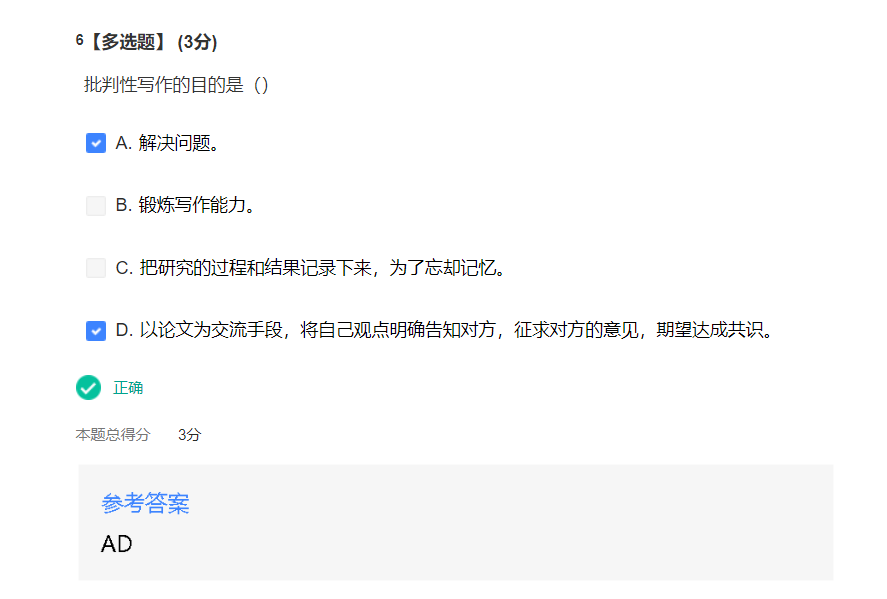 6【多选题】 (3分)
批判性写作的目的是（）
A. 解决问题。
B. 锻炼写作能力。
C. 把研究的过程和结果记录下来，为了忘却记忆。
D. 以论文为交流手段，将自己观点明确告知对方，征求对方的意见，期望达成共识。
正确
本题总得分 3分
参考答案
AD